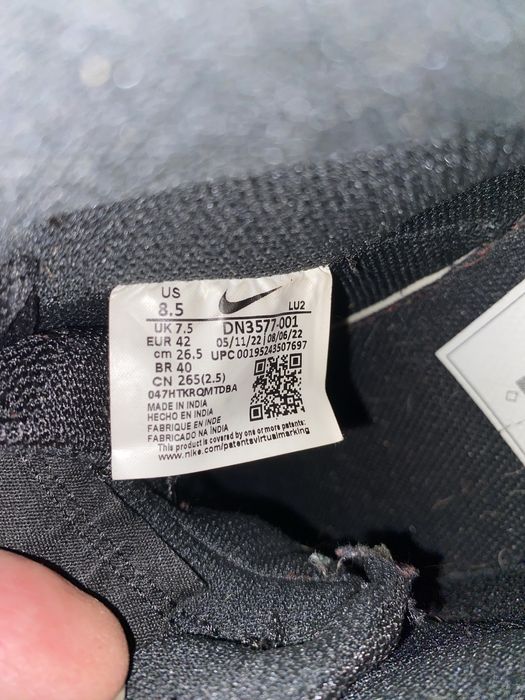 US
8.5 LU2
UK 7.5 DN3577-001
EUR 42 05/11/22 08/06/22
cm 26.5 UPC 00195243507697
BR 40
CN 265(2.5)
047HTKRQMTDBA
MADE IN INDIA
HECHO EN INDIA
FABRIQUE EN INDE
FABRICADO NA ÍNDIA
This product is covered by one or more patents:
www.nike.com/patentsvirtualmarking